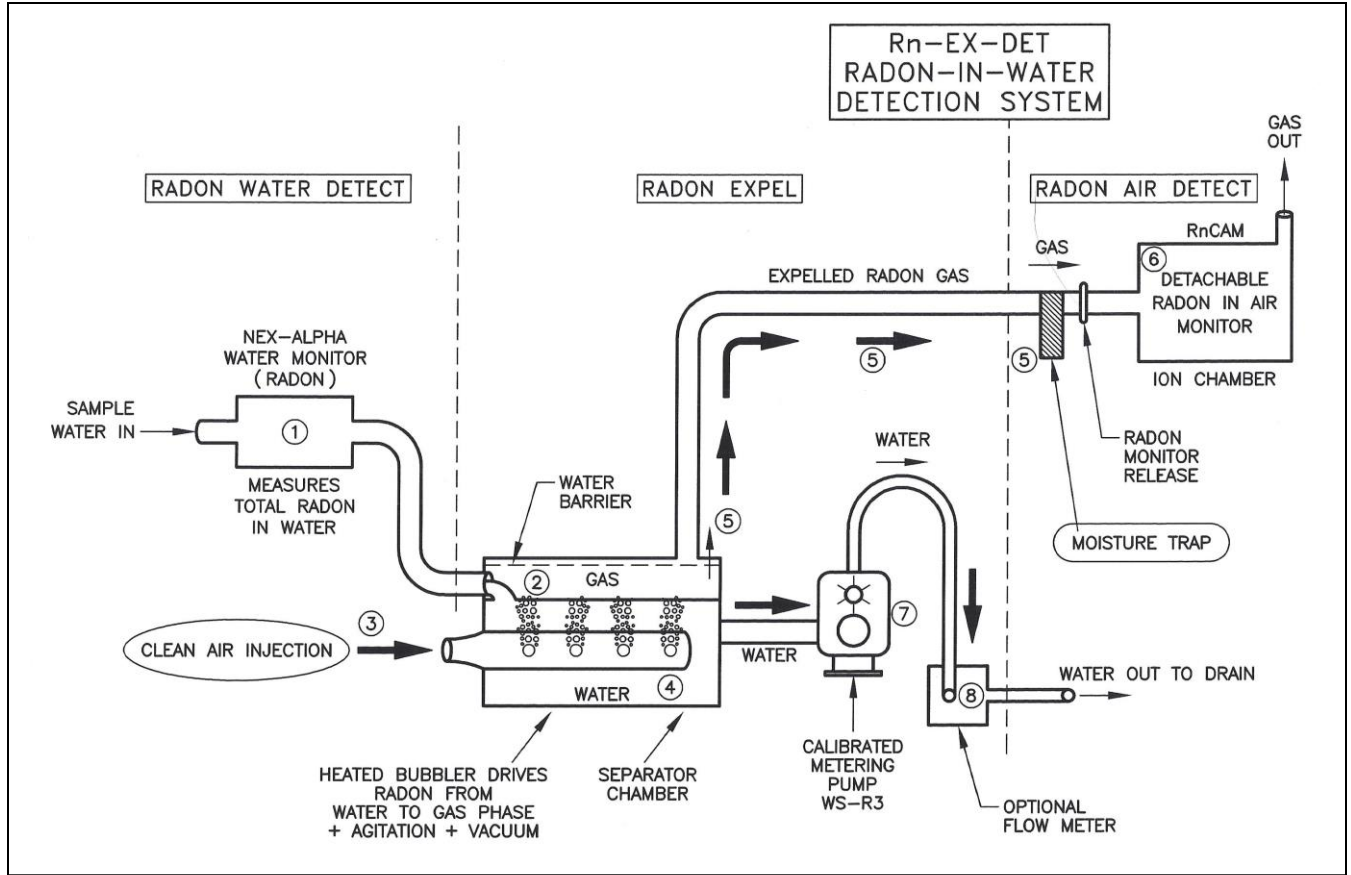 Rn-EX-DET
RADON-IN-WATER
DETECTION SYSTEM
RADON WATER DETECT
RADON EXPEL
RADON AIR DETECT
GAS
OUT
RnCAM
GAS
6
DETACHABLE
RADON IN AIR
MONITOR
ION CHAMBER
EXPELLED RADON GAS
5
5
RADON
MONITOR
RELEASE
MOISTURE TRAP
NEX-ALPHA
WATER MONITOR
(RADON)
SAMPLE
WATER IN
1
MEASURES
TOTAL RADON
IN WATER
WATER
BARRIER
5
2
GAS
3
CLEAN AIR INJECTION
WATER
4
WATER
WATER
7
8
WATER OUT TO DRAIN
HEATED BUBBLER DRIVES
RADON FROM
WATER TO GAS PHASE
+ AGITATION + VACUUM
SEPARATOR
CHAMBER
CALIBRATED
METERING
PUMP
WS-R3
OPTIONAL
FLOW METER